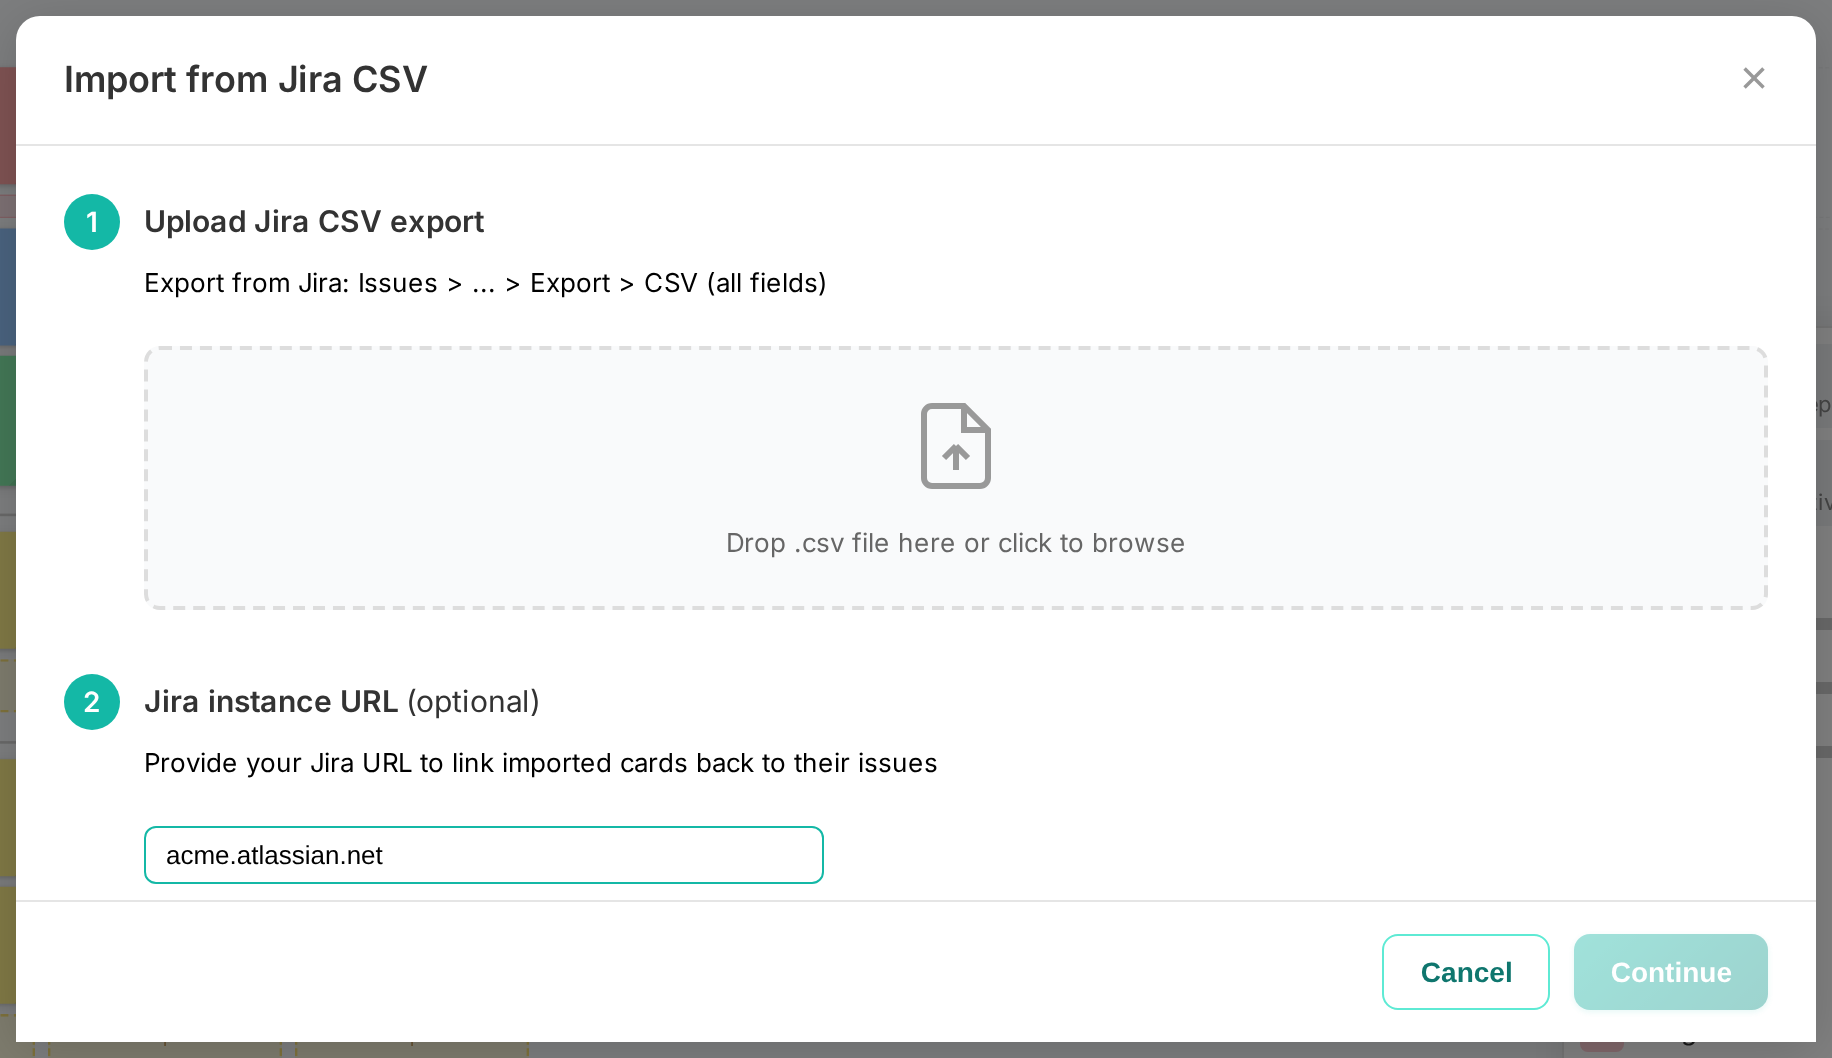 Import from Jira CSV
1 Upload Jira CSV export
Export from Jira: Issues > ... > Export > CSV (all fields)
Drop .csv file here or click to browse
2 Jira instance URL (optional)
Provide your Jira URL to link imported cards back to their issues
acme.atlassian.net
Cancel Continue